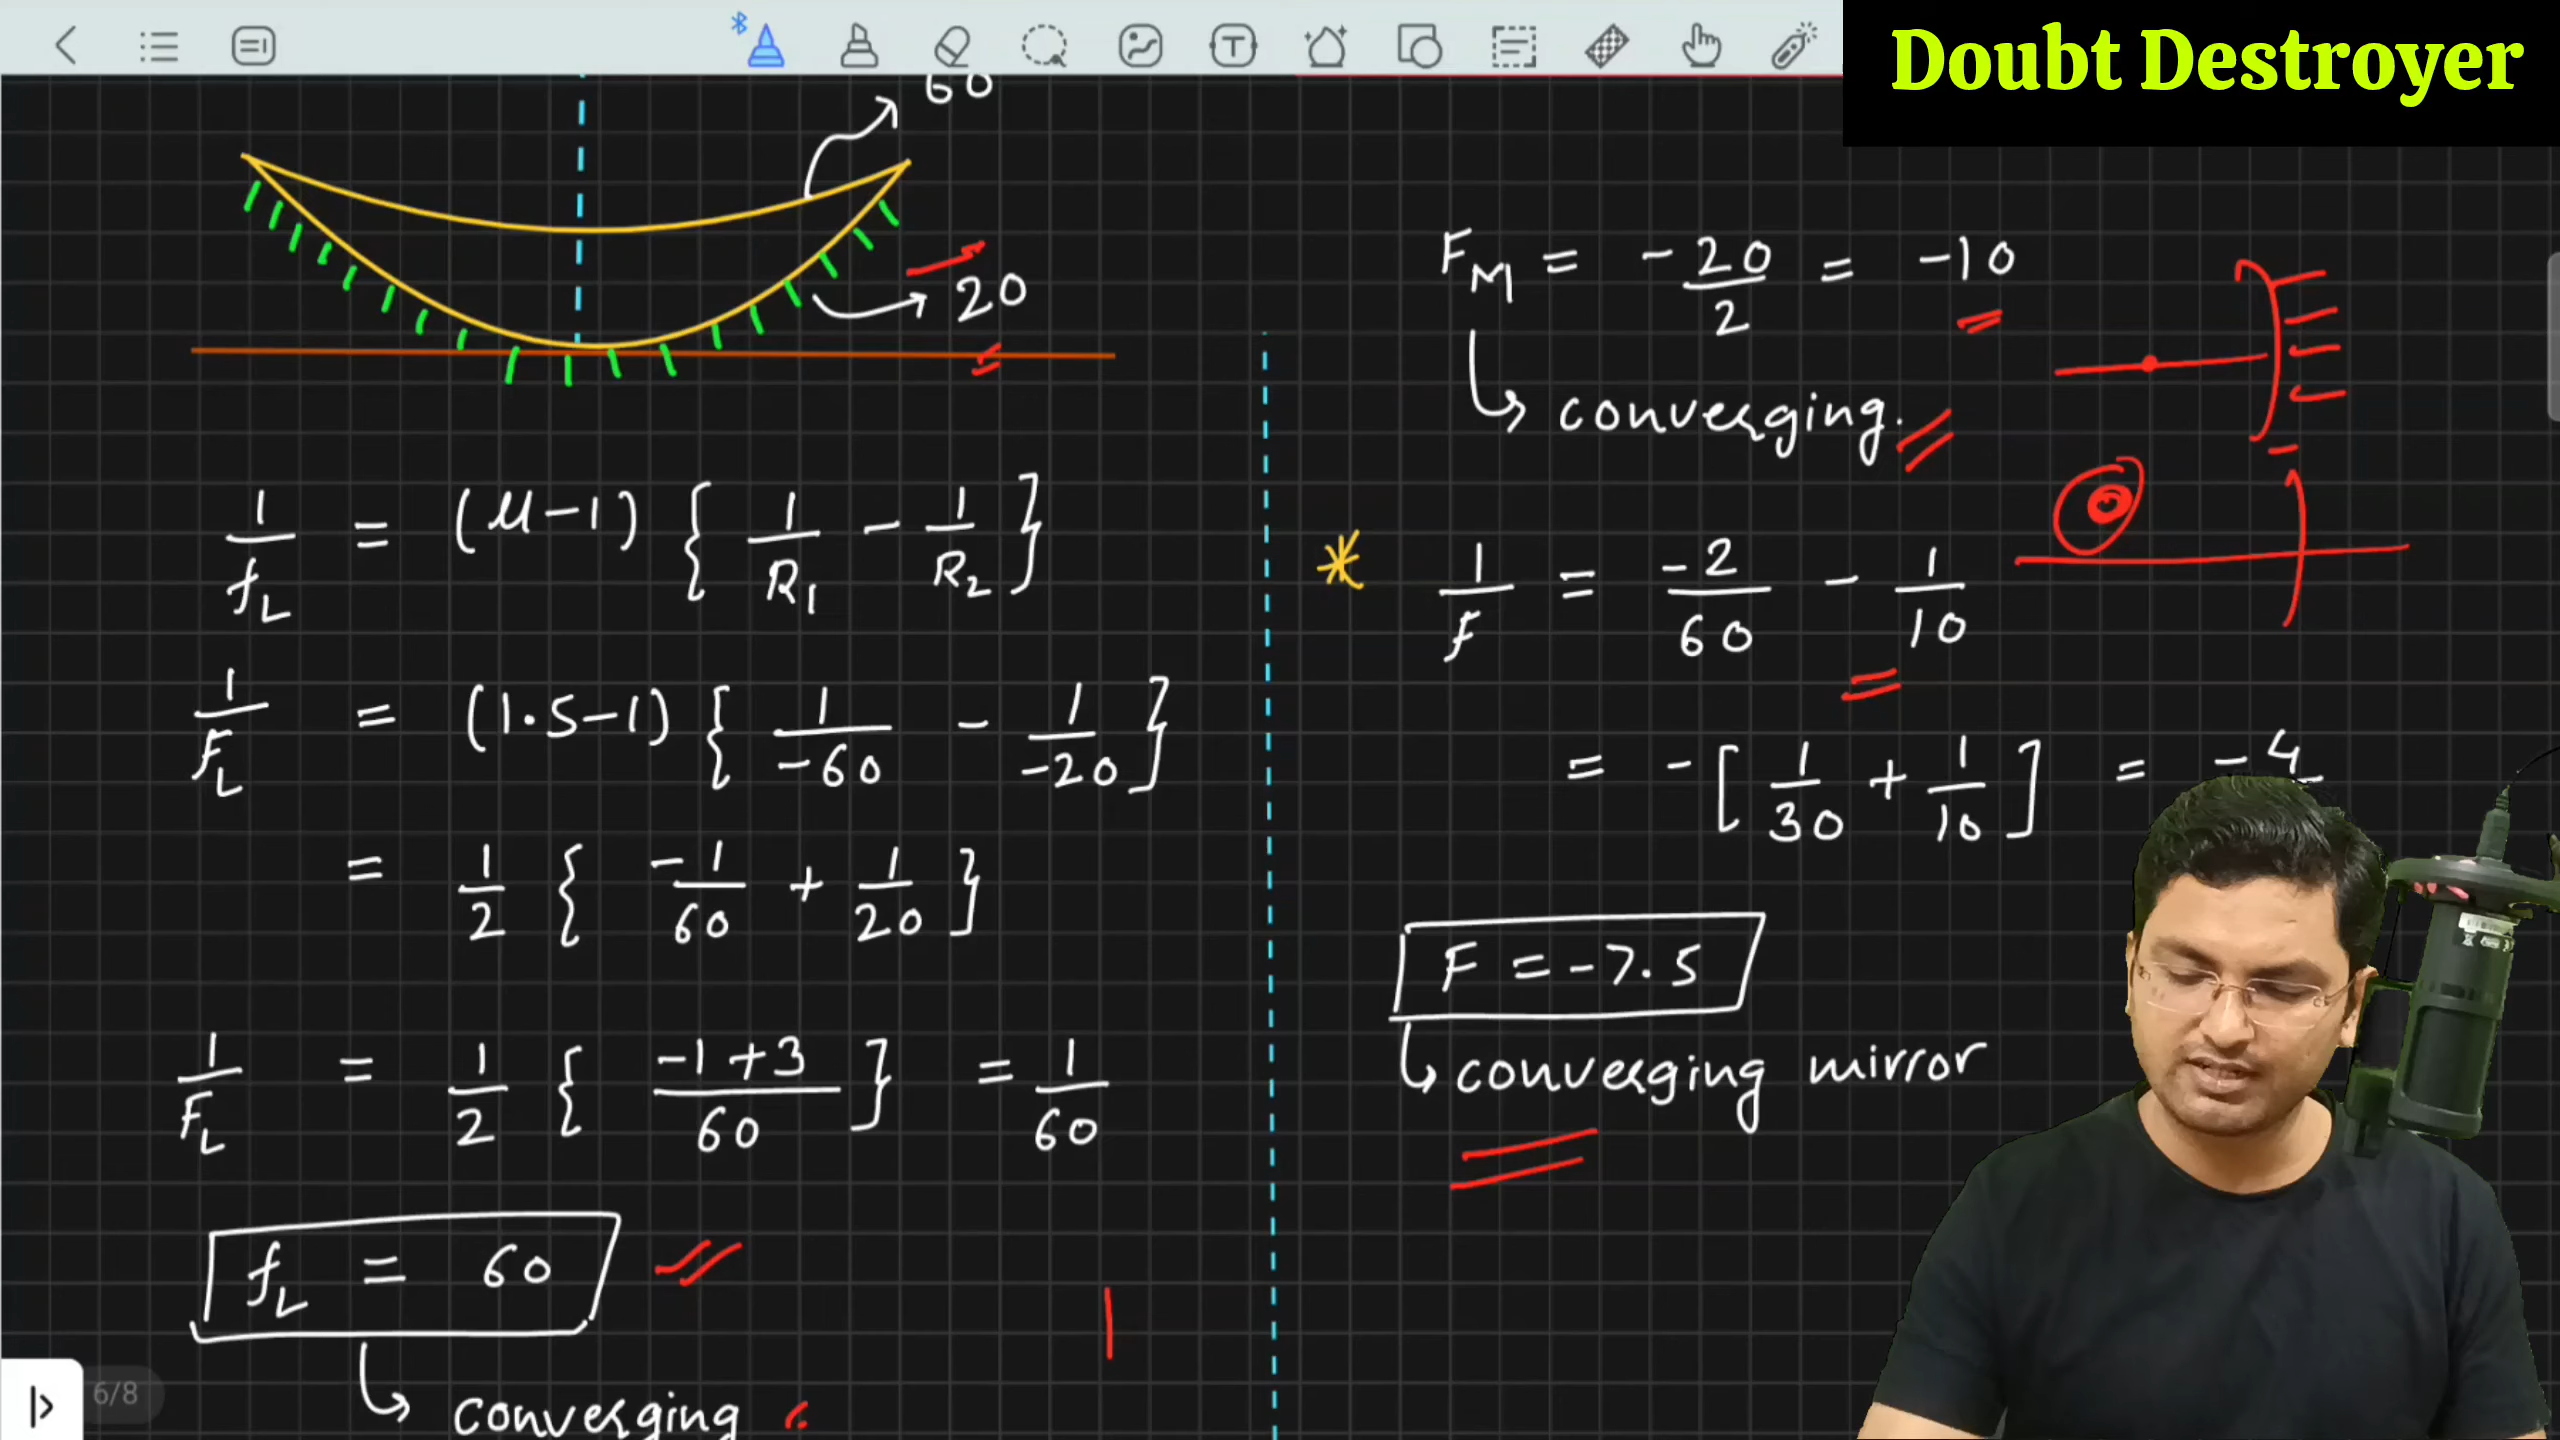 Doubt Destroyer
60
20
1/f_L = (μ-1) { 1/R_1 - 1/R_2 }
1/F_L = (1.5-1) { 1/-60 - 1/-20 }
= 1/2 { -1/60 + 1/20 }
1/F_L = 1/2 { -1+3/60 } = 1/60
f_L = 60
converging
6/8
F_M = -20/2 = -10
converging.
* 1/F = -2/60 - 1/10
= - [ 1/30 + 1/10 ] = -4
F = -7.5
converging mirror